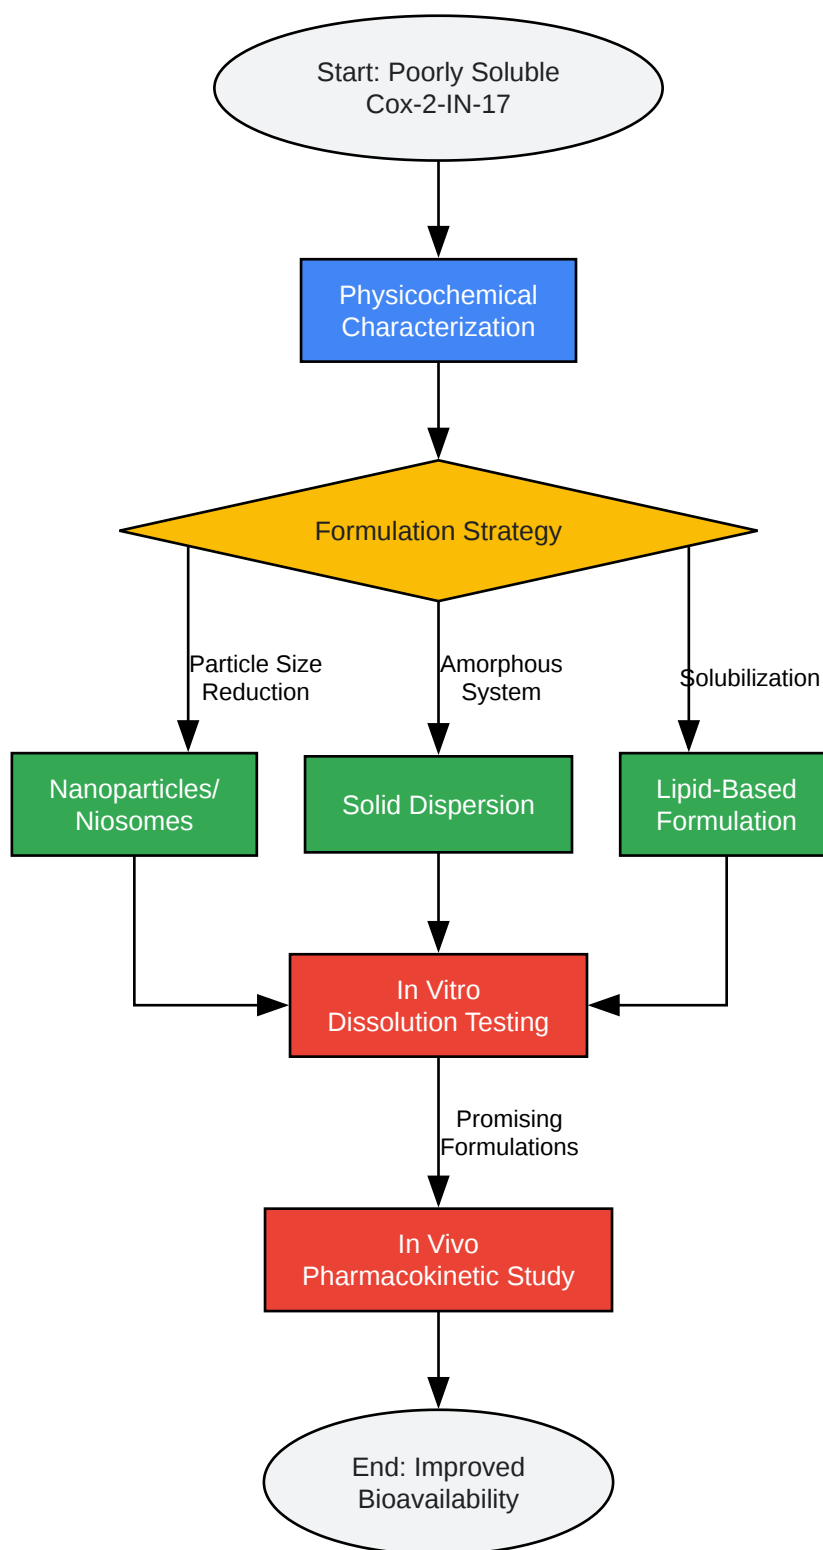 Start: Poorly Soluble
Cox-2-IN-17
Physicochemical
Characterization
Formulation Strategy
Particle Size
Reduction
Amorphous
System
Solubilization
Nanoparticles/
Niosomes
Solid Dispersion
Lipid-Based
Formulation
In Vitro
Dissolution Testing
Promising
Formulations
In Vivo
Pharmacokinetic Study
End: Improved
Bioavailability